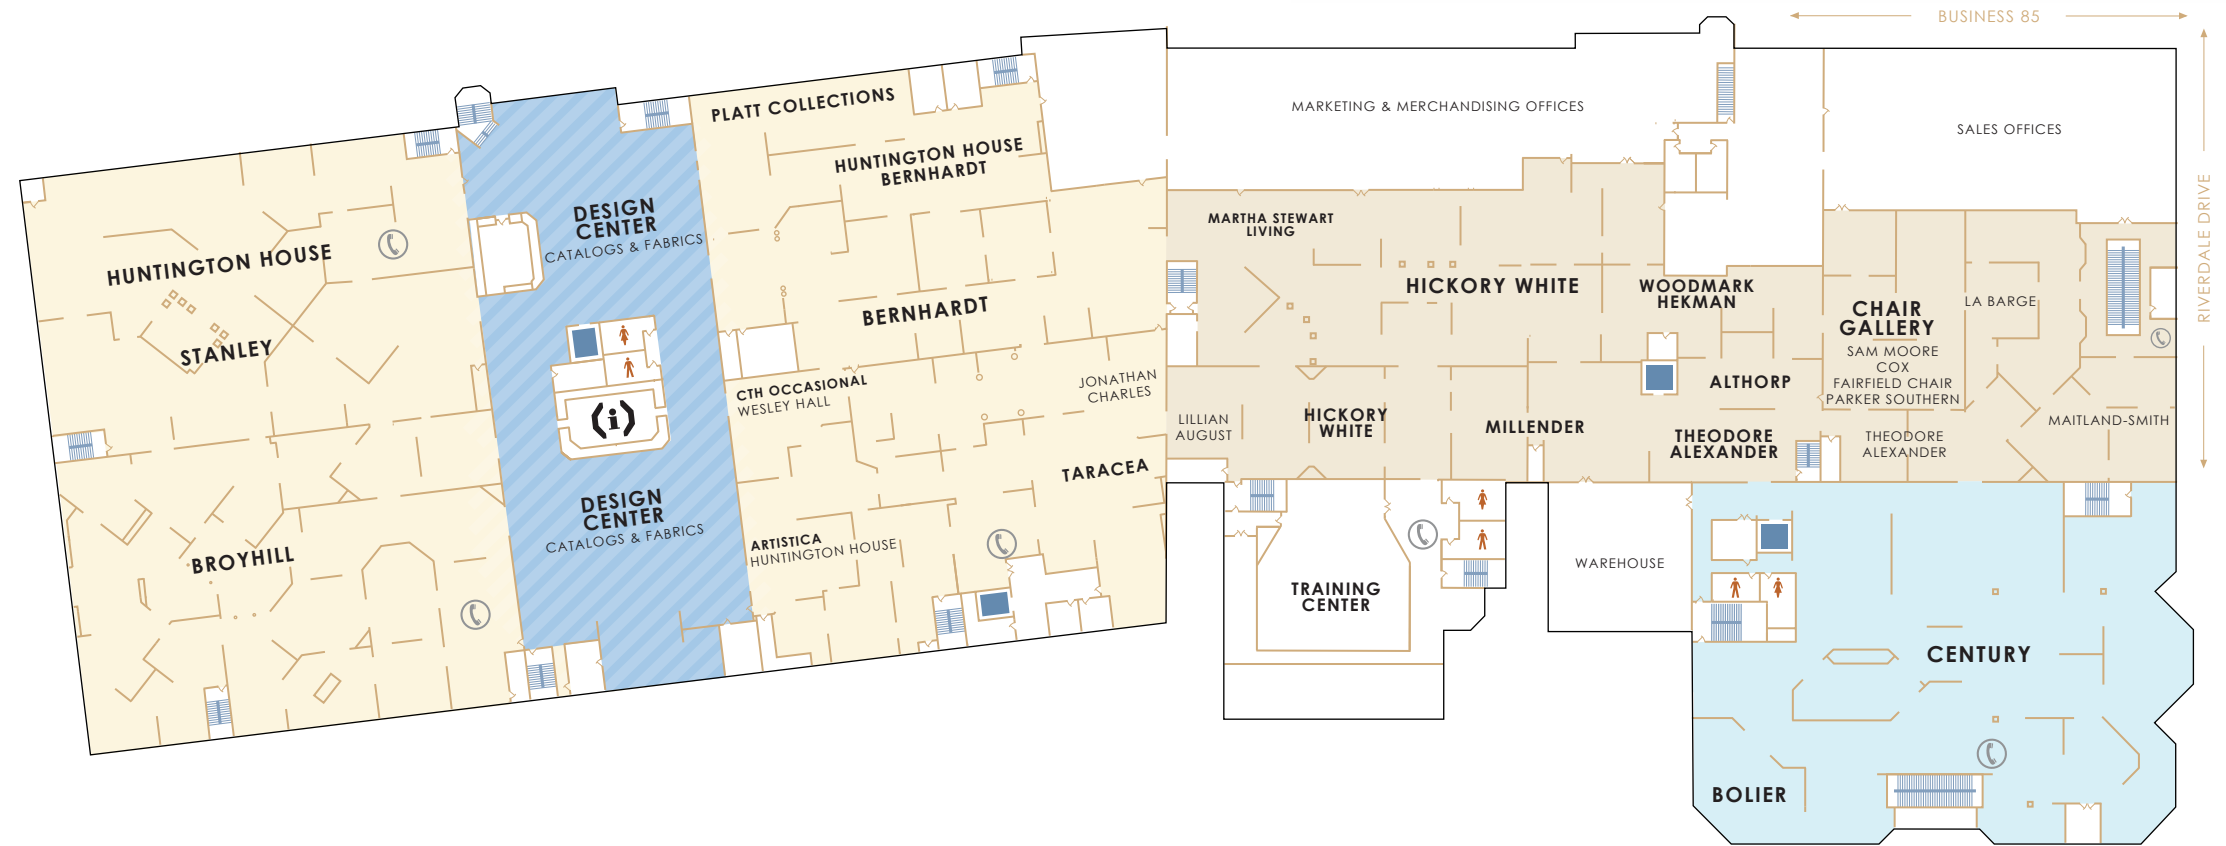 BUSINESS 85
RIVERDALE DRIVE
PLATT COLLECTIONS
HUNTINGTON HOUSE
BERNHARDT
DESIGN
CENTER
CATALOGS & FABRICS
HUNTINGTON HOUSE
STANLEY
BERNHARDT
CTH OCCASIONAL
WESLEY HALL
JONATHAN
CHARLES
TARACEA
DESIGN
CENTER
CATALOGS & FABRICS
ARTISTICA
HUNTINGTON HOUSE
BROYHILL
i
MARKETING & MERCHANDISING OFFICES
SALES OFFICES
MARTHA STEWART
LIVING
HICKORY WHITE
WOODMARK
HEKMAN
CHAIR
GALLERY
SAM MOORE
COX
FAIRFIELD CHAIR
PARKER SOUTHERN
LA BARGE
ALTHORP
LILLIAN
AUGUST
HICKORY
WHITE
MILLENDER
THEODORE
ALEXANDER
THEODORE
ALEXANDER
MAITLAND-SMITH
TRAINING
CENTER
WAREHOUSE
CENTURY
BOLIER